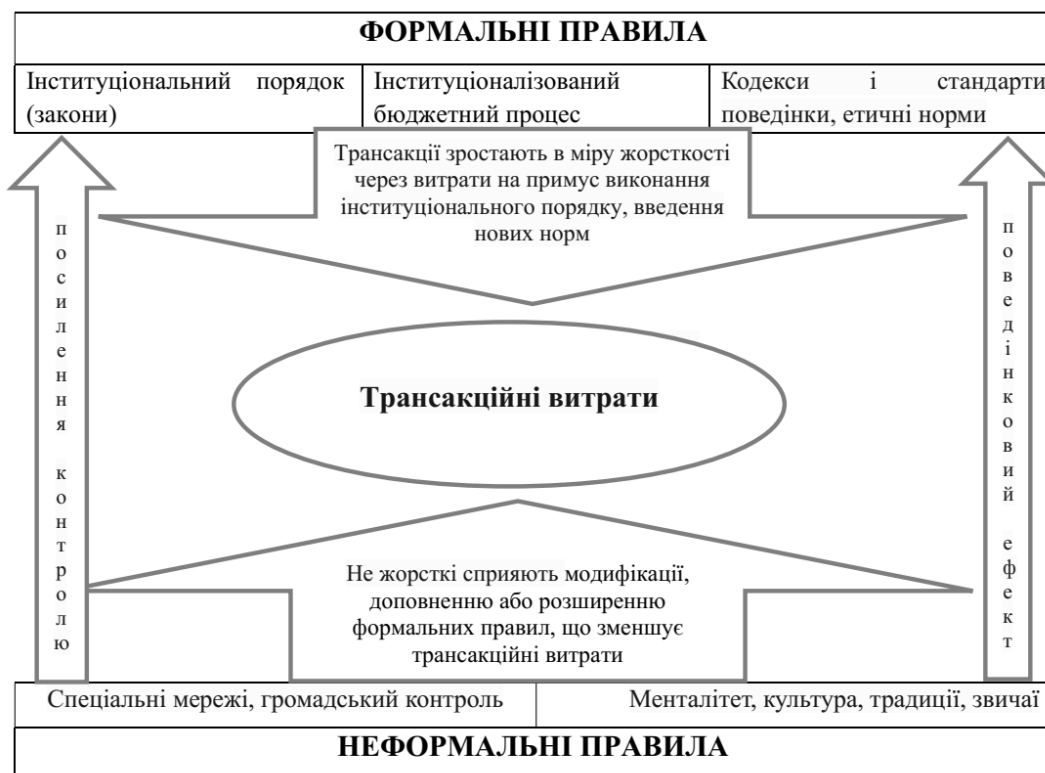 ФОРМАЛЬНІ ПРАВИЛА
Інституціональний порядок
(закони)
Інституціоналізований
бюджетний процес
Кодекси і стандарти
поведінки, етичні норми
Трансакції зростають в міру жорсткості
через витрати на примус виконання
інституціонального порядку, введення
нових норм
посилення контролю
поведінковий ефект
Трансакційні витрати
Не жорсткі сприяють модифікації,
доповненню або розширенню
формальних правил, що зменшує
трансакційні витрати
Спеціальні мережі, громадський контроль
Менталітет, культура, традиції, звичаї
НЕФОРМАЛЬНІ ПРАВИЛА